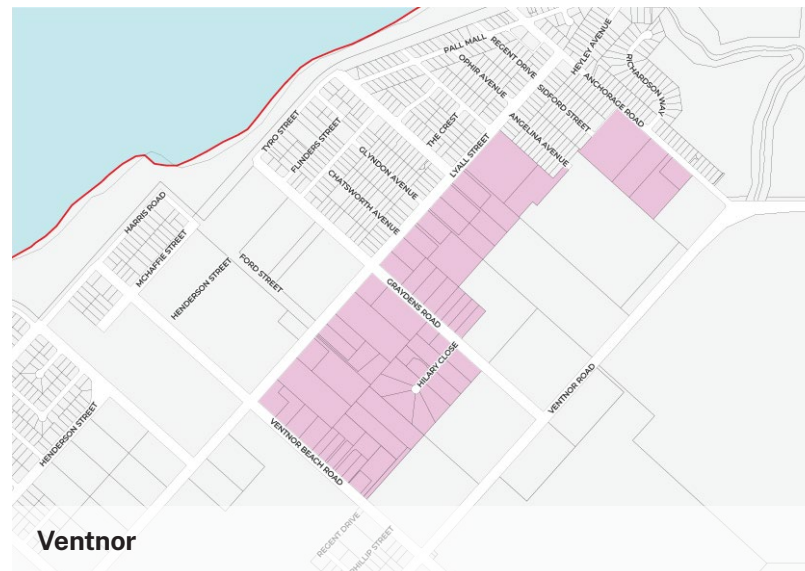 PALL MALL
REGENT DRIVE
HEYLEY AVENUE
OPHIR AVENUE
RICHARDSON WAY
SIDFORD STREET
ANCHORAGE ROAD
TYRO STREET
FLINDERS STREET
THE CREST
ANGELINA AVENUE
LYALL STREET
GLYNDON AVENUE
CHATSWORTH AVENUE
HARRIS ROAD
MCHAFFIE STREET
FORD STREET
HENDERSON STREET
GRAYDENS ROAD
HILARY CLOSE
VENTNOR ROAD
HENDERSON STREET
VENTNOR BEACH ROAD
REGENT DRIVE
PHILLIP STREET
Ventnor